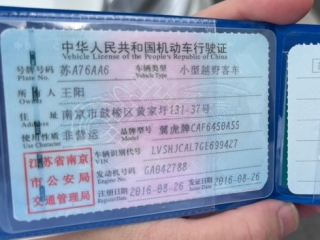 中华人民共和国机动车行驶证
Vehicle License of the People's Republic of China
号牌号码 苏A76AA6 车辆类型 小型越野客车
Plate No. Vehicle Type
所有人 王阳
Owner
住址 南京市鼓楼区黄家圩131-37号
Address
使用性质 非营运 品牌型号 翼虎牌CAF6450A55
Use Character Model
江苏省南京市公安局交通管理局
车辆识别代号 LVSHJCAL7GE699427
VIN
发动机号码 GA042788
Engine No.
注册日期 2016-08-26 发证日期 2016-08-26
Register Date Issue Date